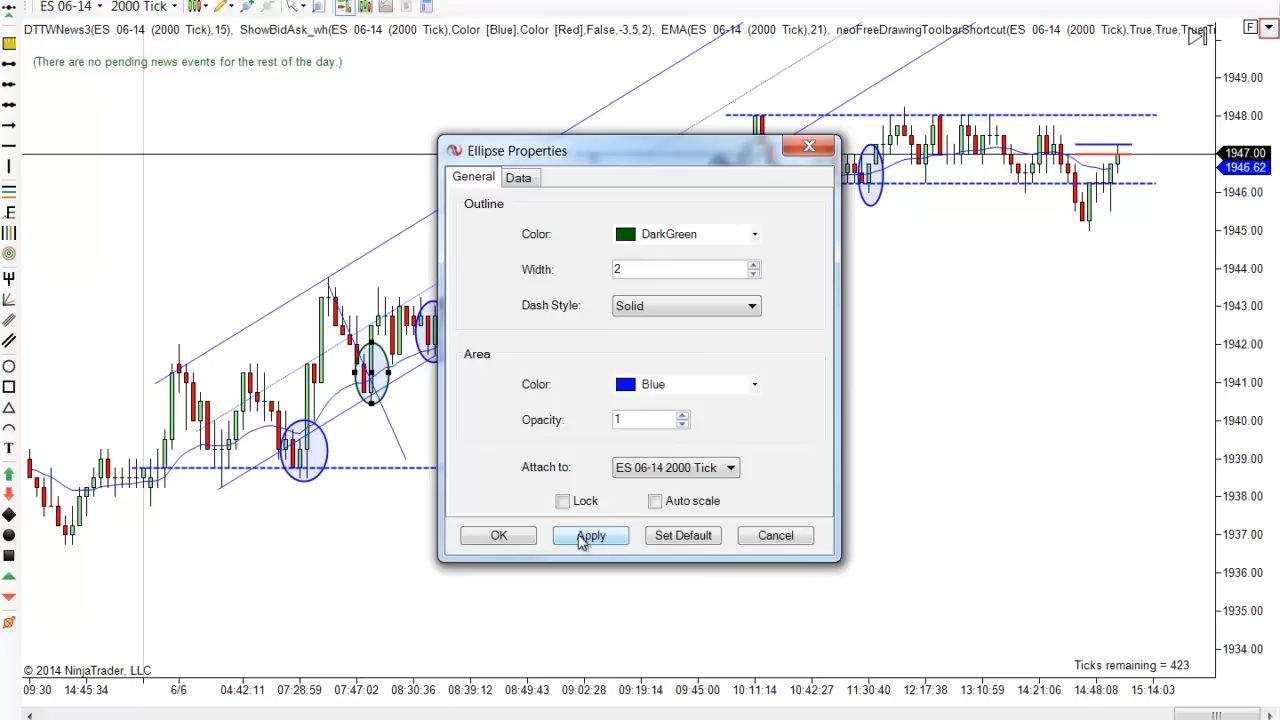 ES 06-14
2000 Tick
DTTWNews3(ES 06-14 (2000 Tick),15), ShowBidAsk_wh(ES 06-14 (2000 Tick),Color [Blue],Color [Red],False,-3,5,2), EMA(ES 06-14 (2000 Tick),21), neoFreeDrawingToolbarShortcut(ES 06-14 (2000 Tick),True,True,True,T
F
(There are no pending news events for the rest of the day.)
1949.00
1948.00
1947.00
1946.62
1946.00
1945.00
1944.00
1943.00
1942.00
1941.00
1940.00
1939.00
1938.00
1937.00
1936.00
1935.00
1934.00
Ellipse Properties
General
Data
Outline
Color:
DarkGreen
Width:
2
Dash Style:
Solid
Area
Color:
Blue
Opacity:
1
Attach to:
ES 06-14 2000 Tick
Lock
Auto scale
OK
Apply
Set Default
Cancel
T
© 2014 NinjaTrader, LLC
Ticks remaining = 423
09:30
14:45:34
6/6
04:42:11
07:28:59
07:47:02
08:30:36
08:39:12
08:49:43
09:02:28
09:19:14
09:45:00
10:11:14
10:42:27
11:30:40
12:17:38
13:10:59
14:21:06
14:48:08
15:14:03